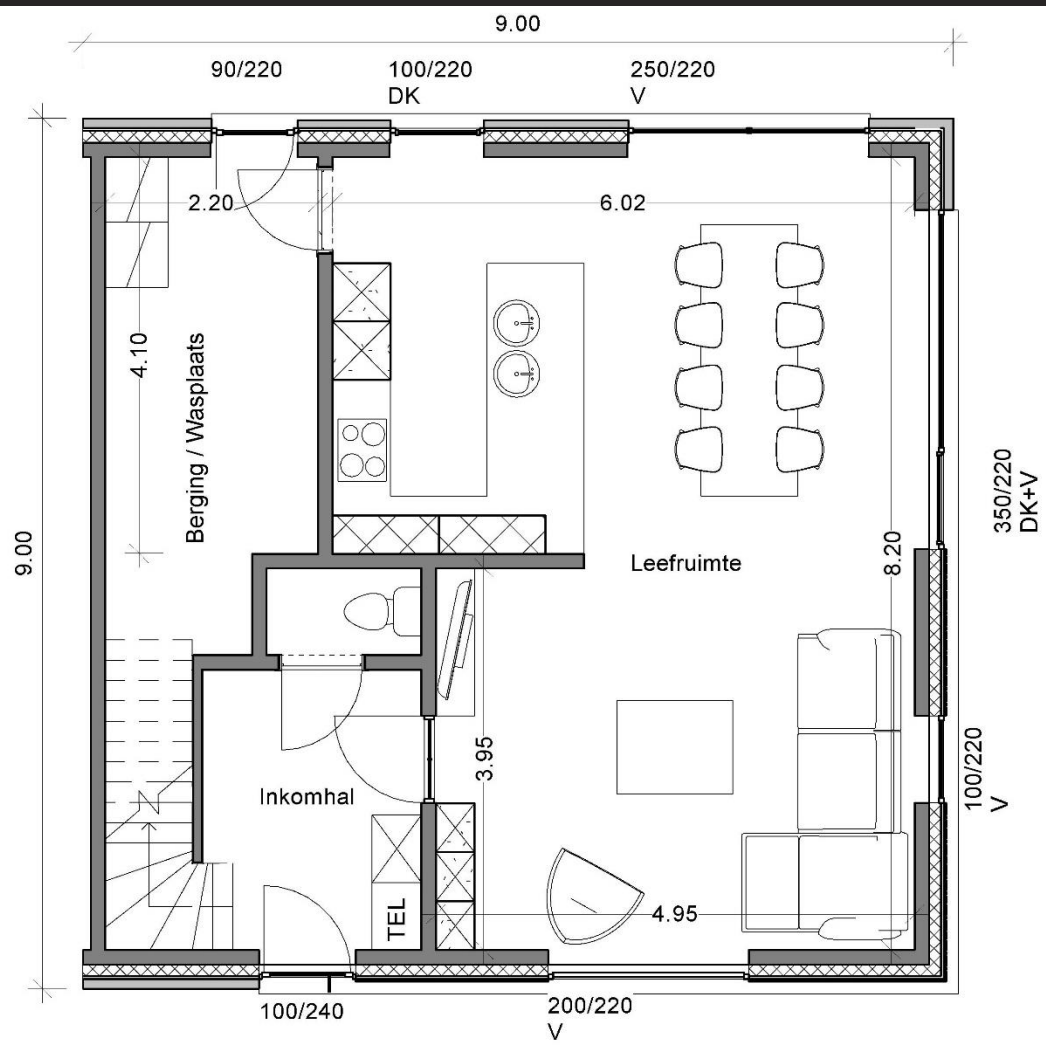 9.00
90/220
100/220
DK
250/220
V
2.20
6.02
4.10
Berging / Wasplaats
9.00
Leefruimte
8.20
350/220
DK+V
3.95
Inkomhal
100/220
V
TEL
4.95
100/240
200/220
V